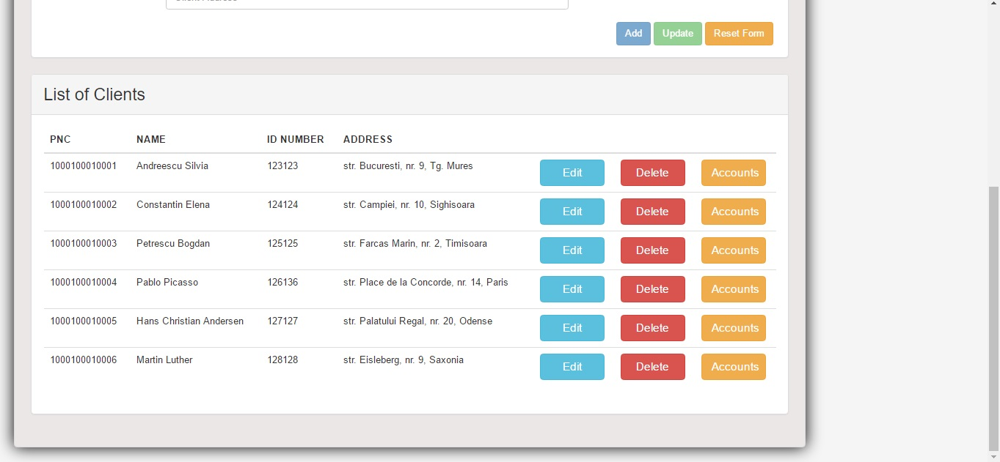 Client Address
Add Update Reset Form
List of Clients
PNC NAME ID NUMBER ADDRESS
1000100010001 Andreescu Silvia 123123 str. Bucuresti, nr. 9, Tg. Mures Edit Delete Accounts
1000100010002 Constantin Elena 124124 str. Campiei, nr. 10, Sighisoara Edit Delete Accounts
1000100010003 Petrescu Bogdan 125125 str. Farcas Marin, nr. 2, Timisoara Edit Delete Accounts
1000100010004 Pablo Picasso 126136 str. Place de la Concorde, nr. 14, Paris Edit Delete Accounts
1000100010005 Hans Christian Andersen 127127 str. Palatului Regal, nr. 20, Odense Edit Delete Accounts
1000100010006 Martin Luther 128128 str. Eisleberg, nr. 9, Saxonia Edit Delete Accounts